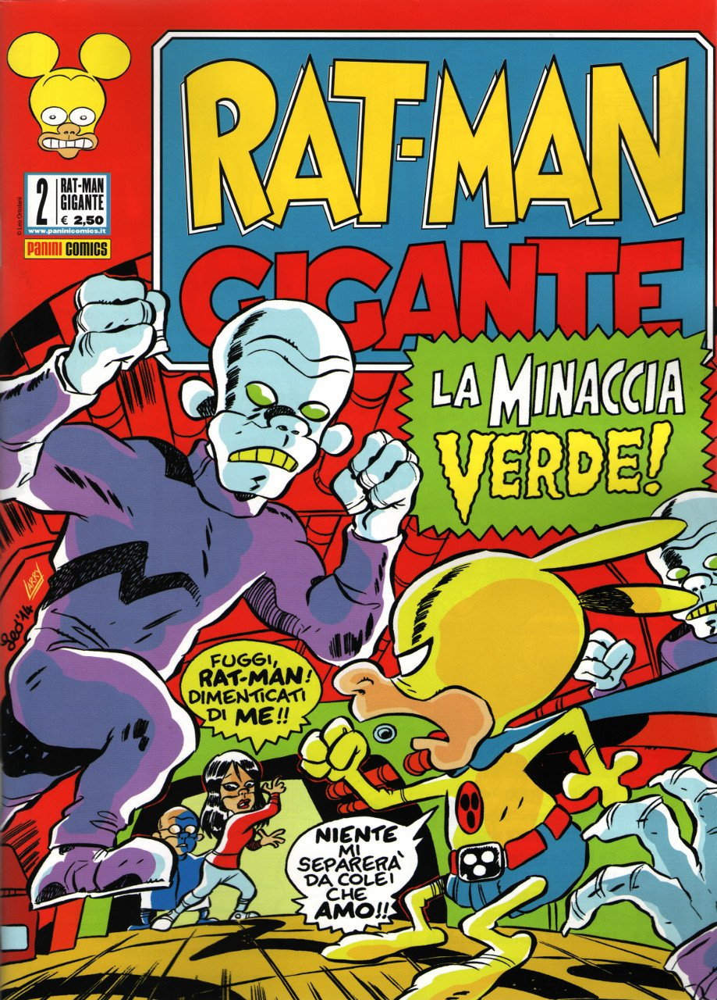 RAT-MAN
GIGANTE
2
RAT-MAN
GIGANTE
€ 2,50
www.paninicomics.it
PANINI COMICS
© Leo Ortolani
LA MINACCIA
VERDE!
LARRY
Leo '14
FUGGI,
RAT-MAN!
DIMENTICATI
DI ME!!
NIENTE
MI
SEPARERÀ
DA COLEI
CHE
AMO!!